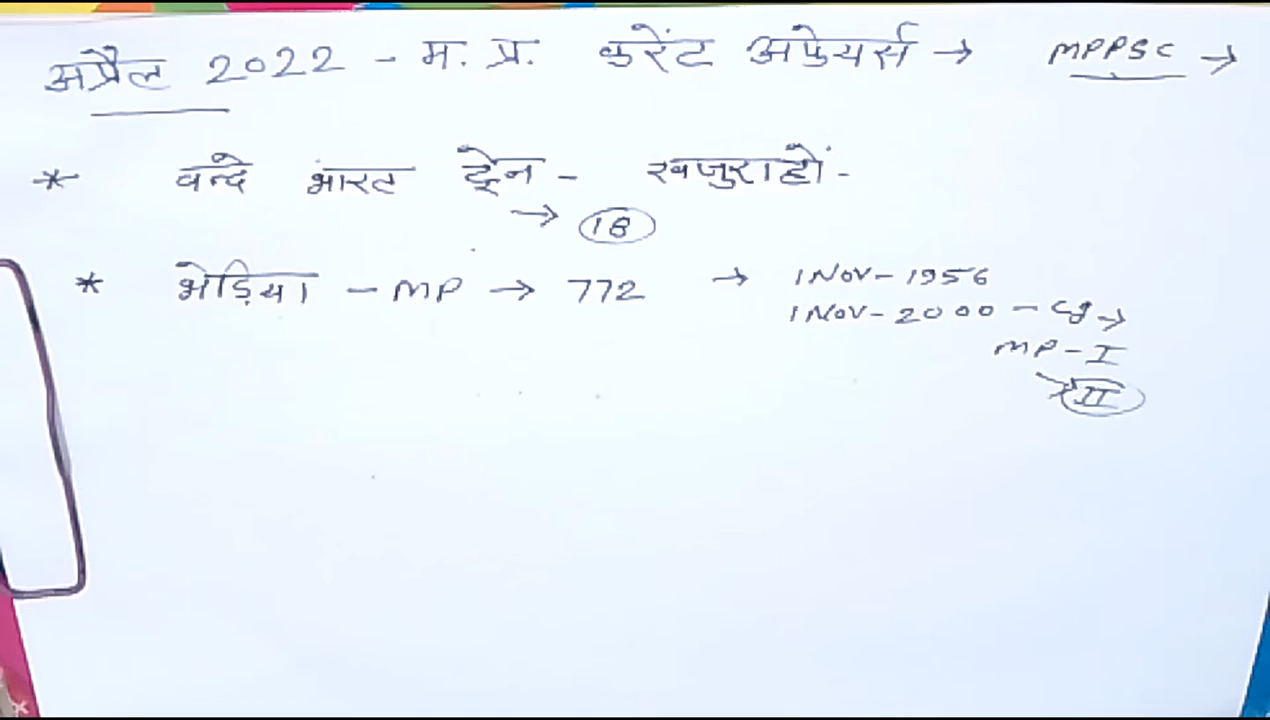 अप्रैल 2022 - म. प्र. करेंट अफेयर्स → MPPSC →
* वन्दे भारत ट्रेन - खजुराहों -
→ 18
* भेड़िया - MP → 772 → 1 Nov - 1956
1 Nov - 2000 - Cg →
MP - I
→ II